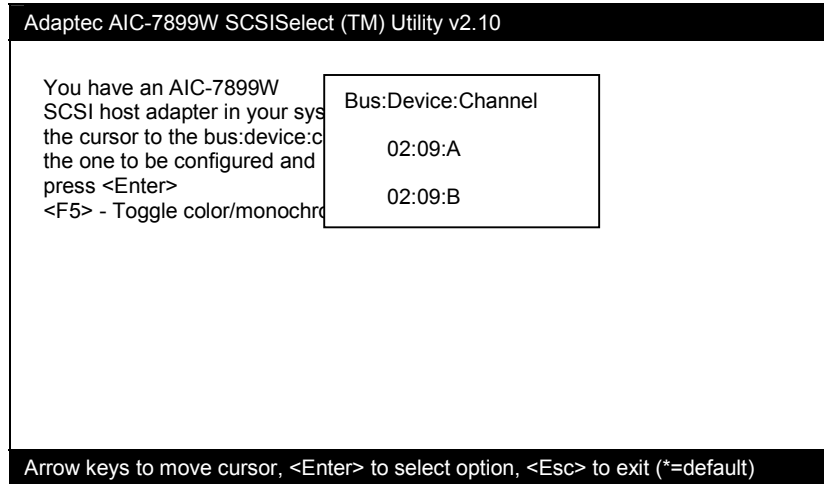 Adaptec AIC-7899W SCSISelect (TM) Utility v2.10
You have an AIC-7899W
SCSI host adapter in your sys
the cursor to the bus:device:c
the one to be configured and
press <Enter>
<F5> - Toggle color/monochro
Bus:Device:Channel
02:09:A
02:09:B
Arrow keys to move cursor, <Enter> to select option, <Esc> to exit (*=default)